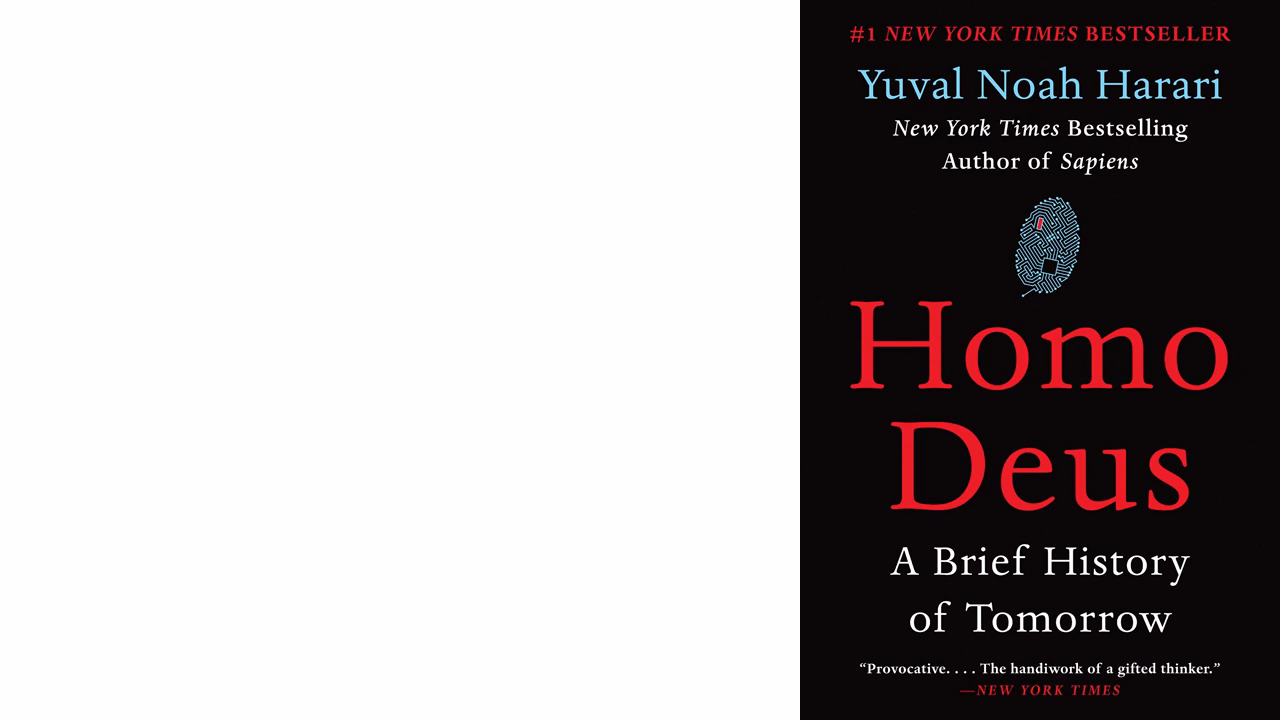 #1 NEW YORK TIMES BESTSELLER
Yuval Noah Harari
New York Times Bestselling
Author of Sapiens
Homo
Deus
A Brief History
of Tomorrow
“Provocative. . . . The handiwork of a gifted thinker.”
—NEW YORK TIMES